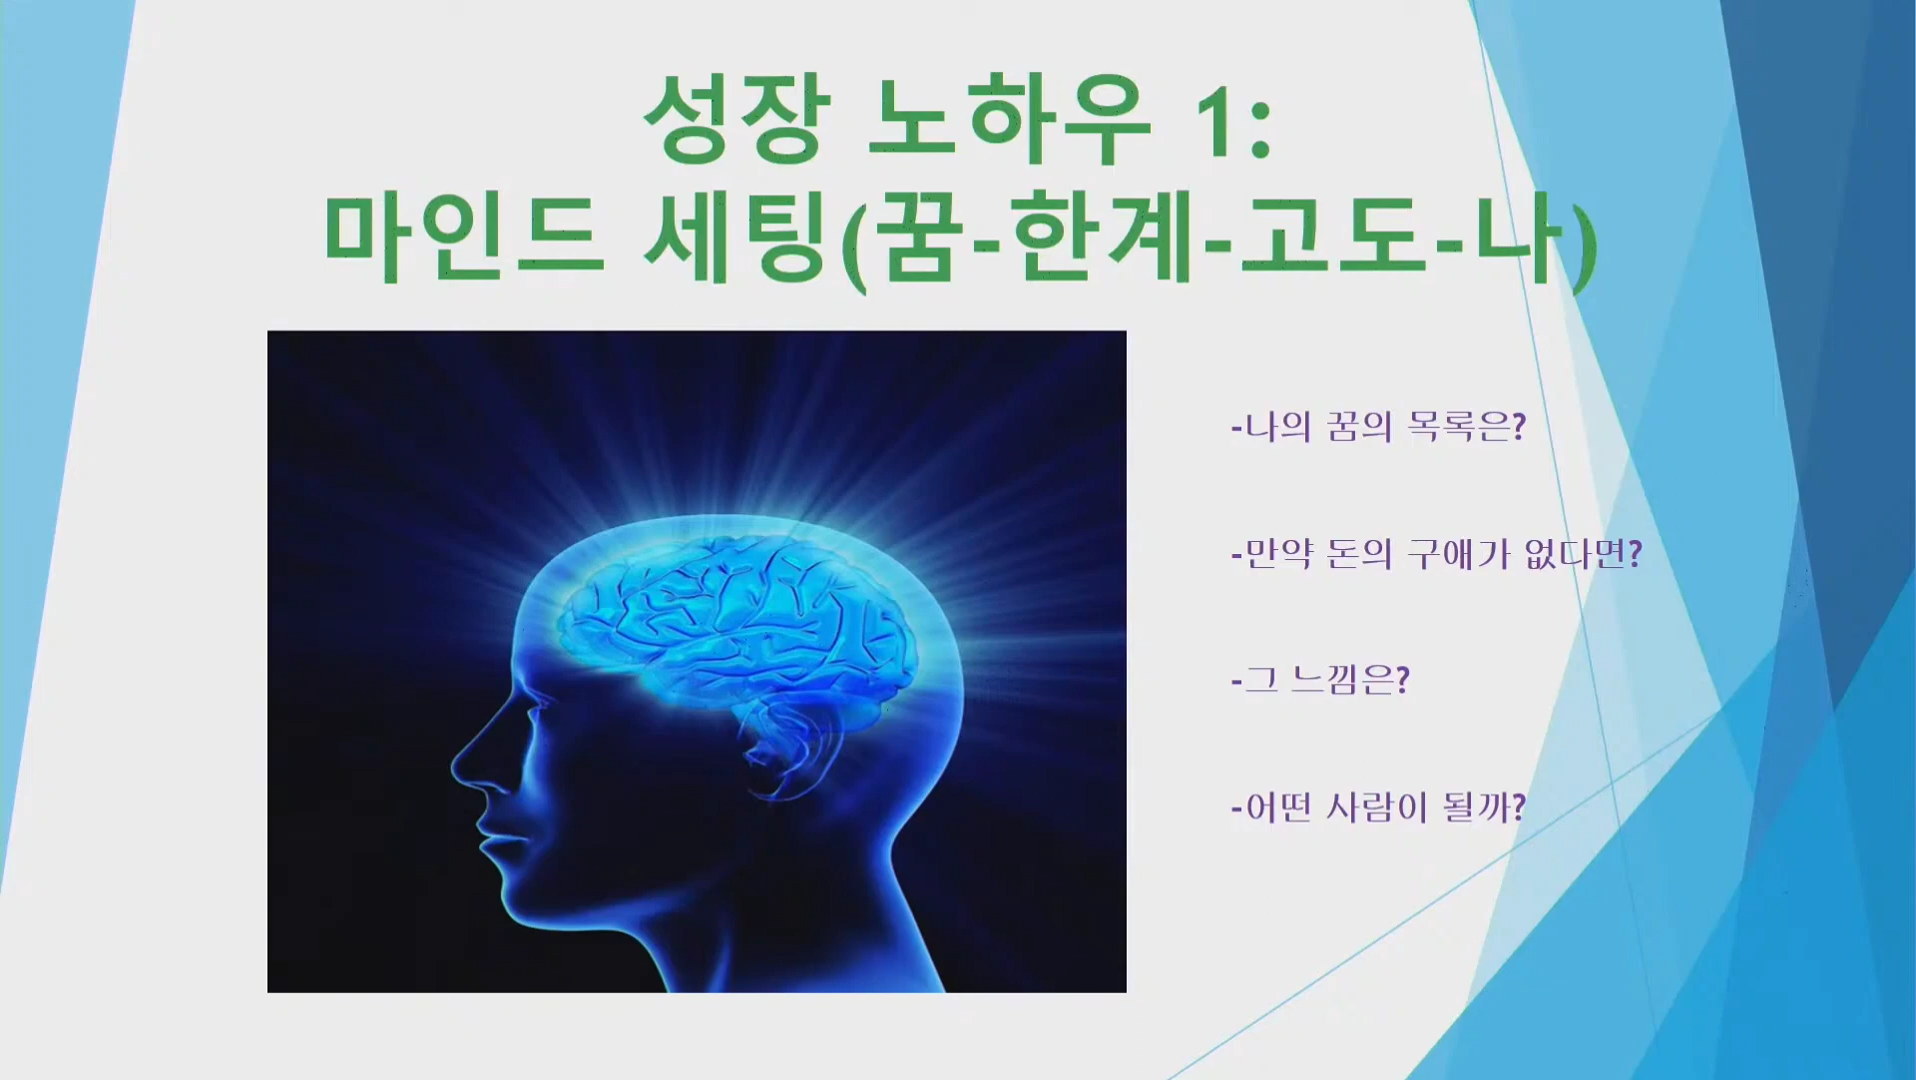 성장 노하우 1:
마인드 세팅(꿈-한계-고도-나)
-나의 꿈의 목록은?
-만약 돈의 구애가 없다면?
-그 느낌은?
-어떤 사람이 될까?